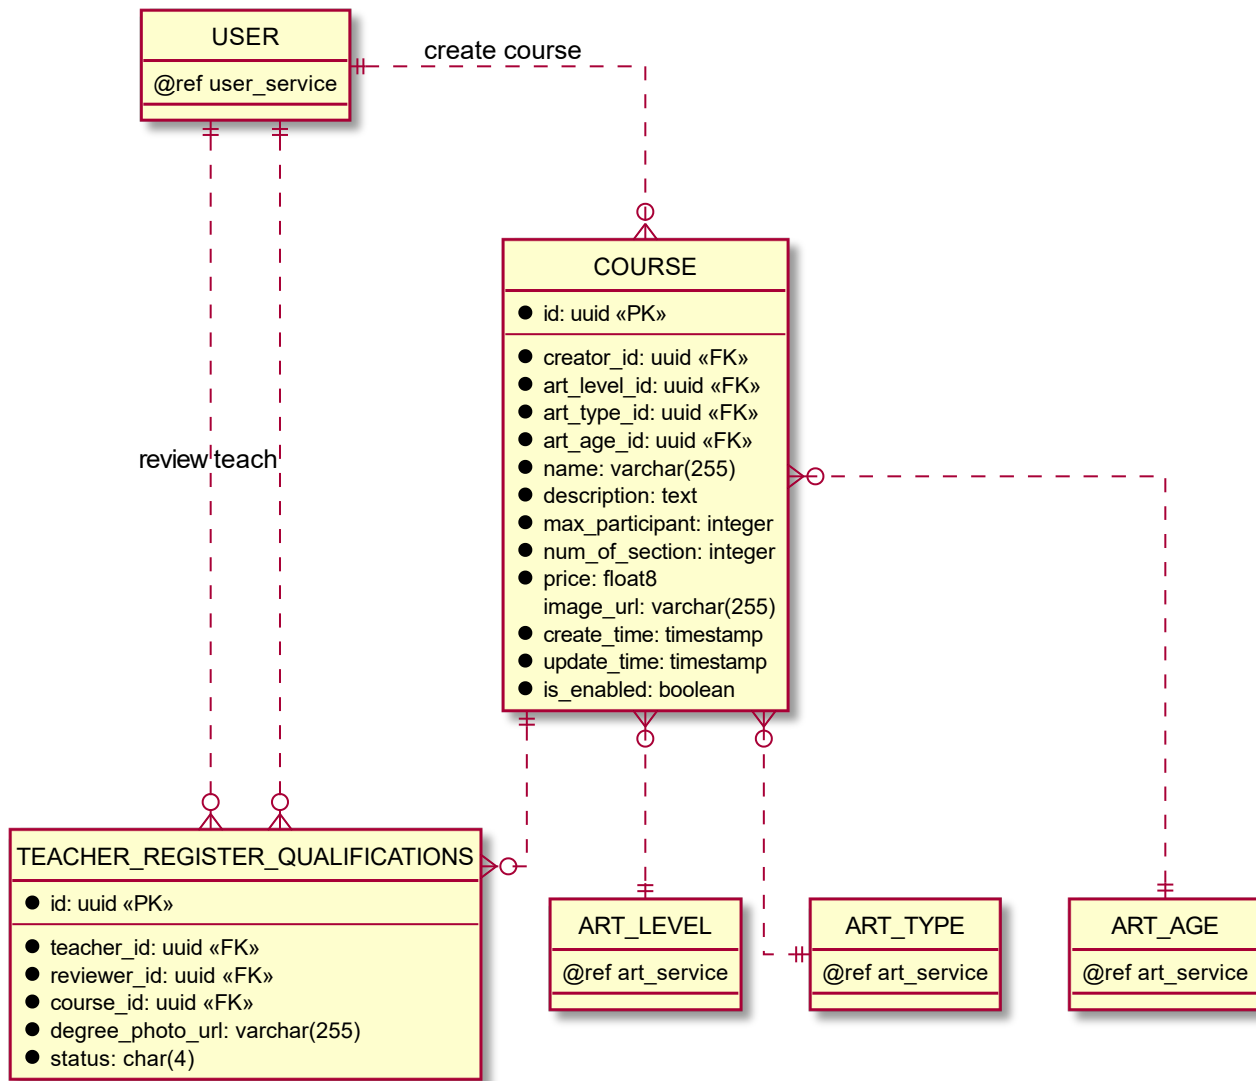 USER
@ref user_service
create course
COURSE
id: uuid «PK»
creator_id: uuid «FK»
art_level_id: uuid «FK»
art_type_id: uuid «FK»
art_age_id: uuid «FK»
name: varchar(255)
description: text
max_participant: integer
num_of_section: integer
price: float8
image_url: varchar(255)
create_time: timestamp
update_time: timestamp
is_enabled: boolean
review teach
TEACHER_REGISTER_QUALIFICATIONS
id: uuid «PK»
teacher_id: uuid «FK»
reviewer_id: uuid «FK»
course_id: uuid «FK»
degree_photo_url: varchar(255)
status: char(4)
ART_LEVEL
@ref art_service
ART_TYPE
@ref art_service
ART_AGE
@ref art_service